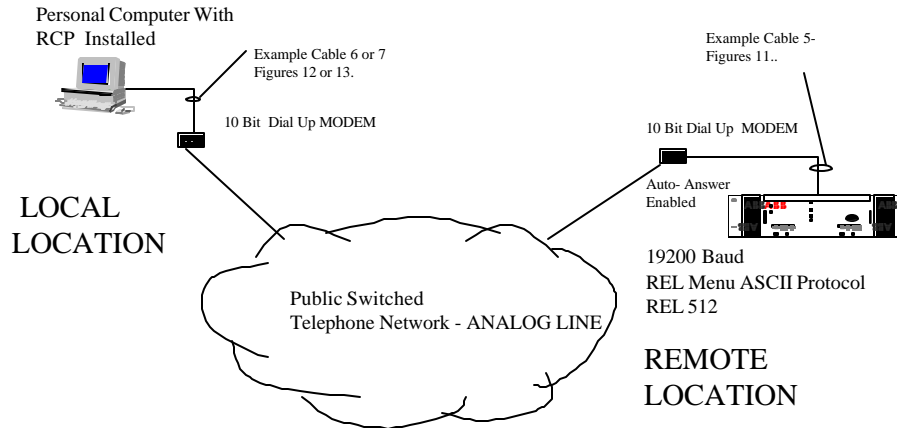 Personal Computer With
RCP Installed
Example Cable 6 or 7
Figures 12 or 13.
10 Bit Dial Up MODEM
LOCAL
LOCATION
Public Switched
Telephone Network - ANALOG LINE
Example Cable 5-
Figures 11..
10 Bit Dial Up MODEM
Auto- Answer
Enabled
ABB
19200 Baud
REL Menu ASCII Protocol
REL 512
REMOTE
LOCATION